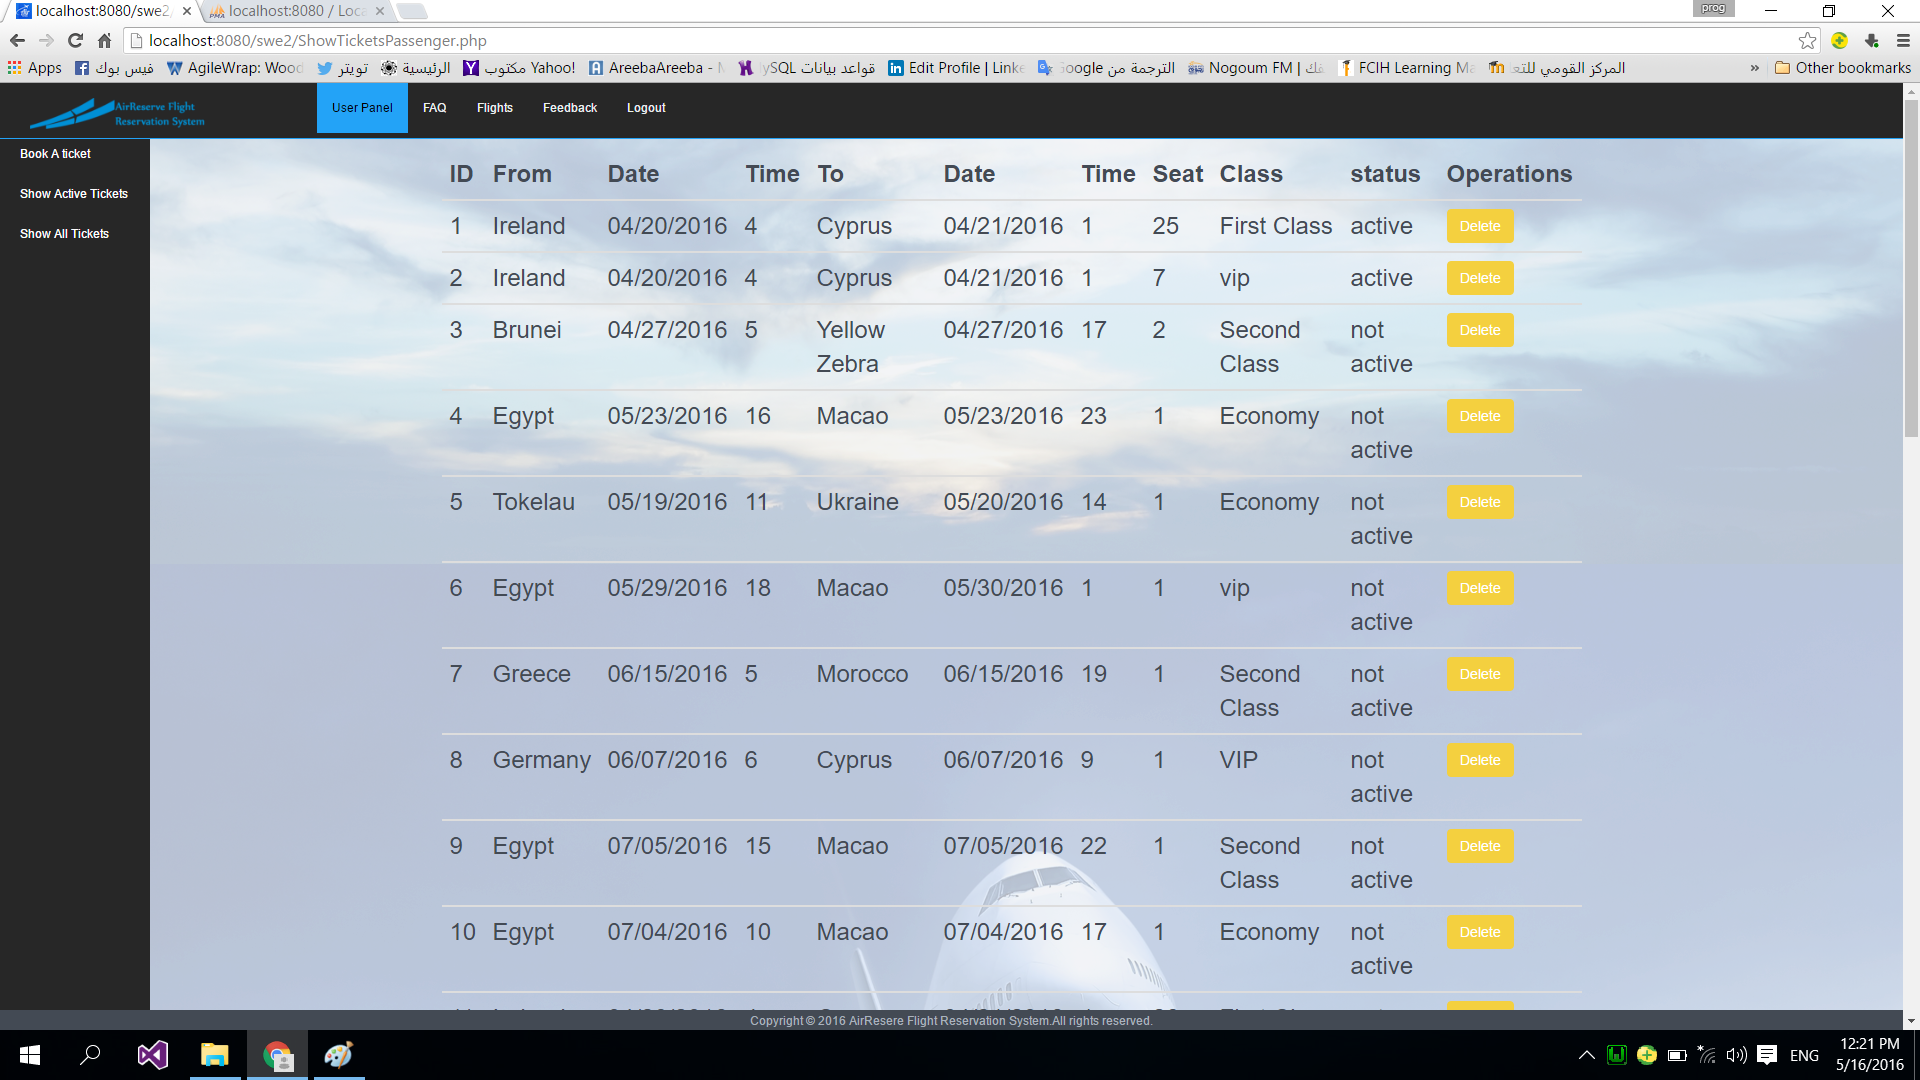 localhost:8080/swe2/
localhost:8080 / Loca
prog
localhost:8080/swe2/ShowTicketsPassenger.php
Apps فيس بوك AgileWrap: Wood تويتر الرئيسية مكتوب Yahoo! AreebaAreeba - قواعد بيانات MySQL Edit Profile | Linke الترجمة من Google Nogoum FM | FCIH Learning Ma المركز القومي للتع » Other bookmarks
AirReserve Flight
Reservation System
User Panel FAQ Flights Feedback Logout
Book A ticket
Show Active Tickets
Show All Tickets
ID From Date Time To Date Time Seat Class status Operations
1 Ireland 04/20/2016 4 Cyprus 04/21/2016 1 25 First Class active Delete
2 Ireland 04/20/2016 4 Cyprus 04/21/2016 1 7 vip active Delete
3 Brunei 04/27/2016 5 Yellow Zebra 04/27/2016 17 2 Second Class not active Delete
4 Egypt 05/23/2016 16 Macao 05/23/2016 23 1 Economy not active Delete
5 Tokelau 05/19/2016 11 Ukraine 05/20/2016 14 1 Economy not active Delete
6 Egypt 05/29/2016 18 Macao 05/30/2016 1 1 vip not active Delete
7 Greece 06/15/2016 5 Morocco 06/15/2016 19 1 Second Class not active Delete
8 Germany 06/07/2016 6 Cyprus 06/07/2016 9 1 VIP not active Delete
9 Egypt 07/05/2016 15 Macao 07/05/2016 22 1 Second Class not active Delete
10 Egypt 07/04/2016 10 Macao 07/04/2016 17 1 Economy not active Delete
Copyright © 2016 AirResere Flight Reservation System.All rights reserved.
ENG
12:21 PM
5/16/2016